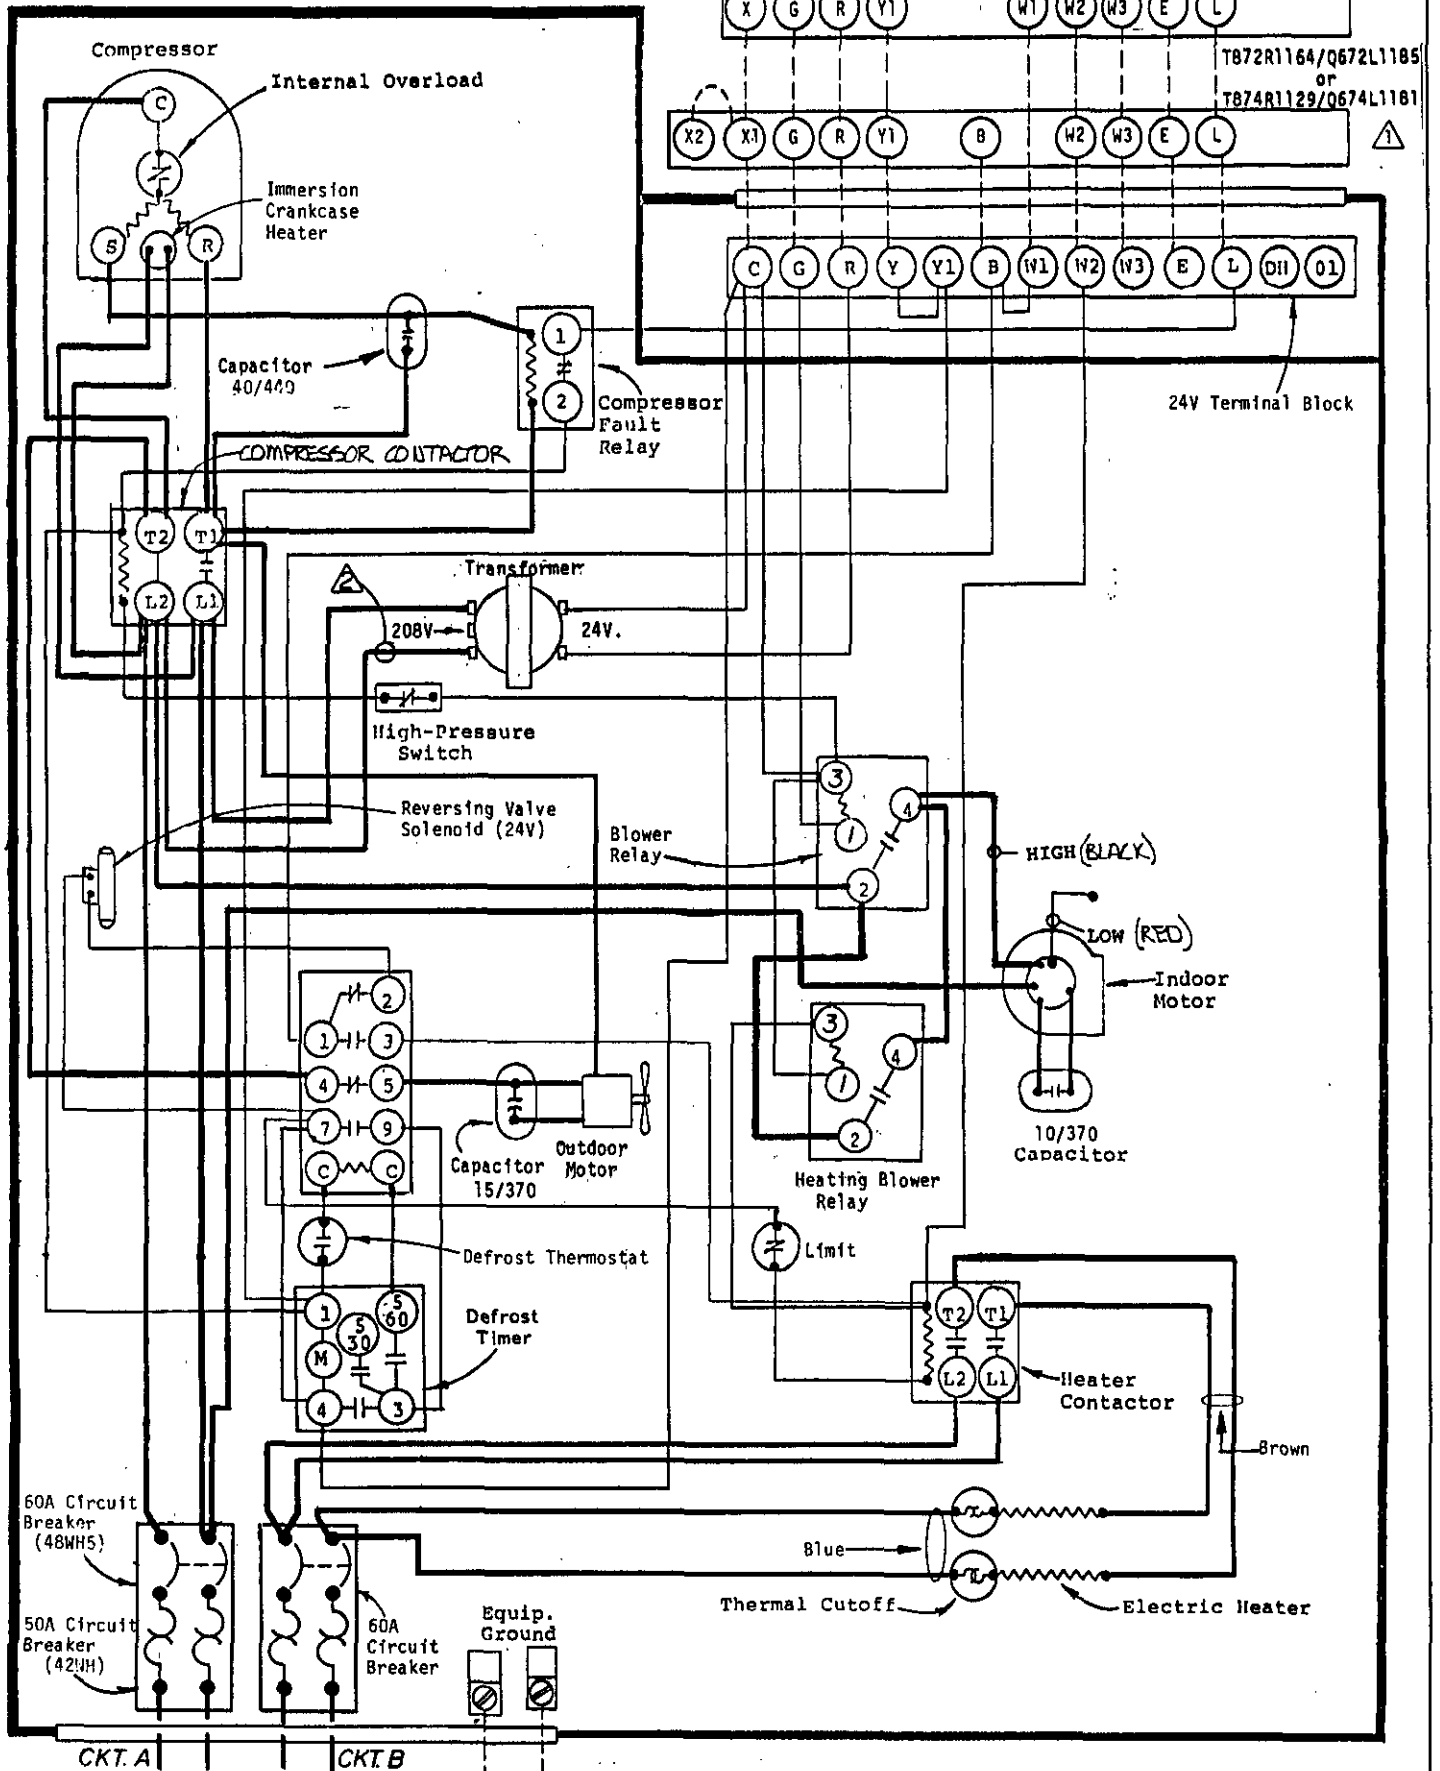 X G R Y1 W1 W2 W3 E L
Compressor
T872R1164/Q672L1185
or
T874R1129/Q674L1181
Internal Overload
C
X2 X1 G R Y1 B W2 W3 E L
1
Immersion
Crankcase
Heater
S R
C G R Y Y1 B W1 W2 W3 E L DH O1
1
Capacitor
40/440
2
Compressor
Fault
Relay
24V Terminal Block
COMPRESSOR CONTACTOR
T2 T1
2
Transformer
L2 L1
208V
24V.
High-Pressure
Switch
3
4
Reversing Valve
Solenoid (24V)
Blower
Relay
1
HIGH (BLACK)
2
LOW (RED)
Indoor
Motor
2
3
1 3
4
4 5
1
7 9
2
10/370
Capacitor
C C
Capacitor
15/370
Outdoor
Motor
Heating Blower
Relay
Defrost Thermostat
Limit
1
S
60
S
30
Defrost
Timer
T2 T1
M
L2 L1
Heater
Contactor
4 3
Brown
60A Circuit
Breaker
(48WHS)
Blue
Thermal Cutoff
Electric Heater
50A Circuit
Breaker
(42WH)
60A
Circuit
Breaker
Equip.
Ground
CKT. A
CKT. B